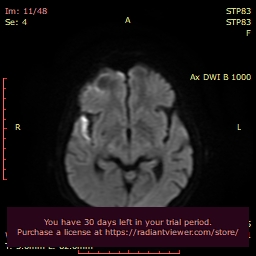 Im: 11/48
STP83
Se: 4
STP83
F
A
Ax DWI B 1000
R
L
You have 30 days left in your trial period.
Purchase a license at https://radiantviewer.com/store/